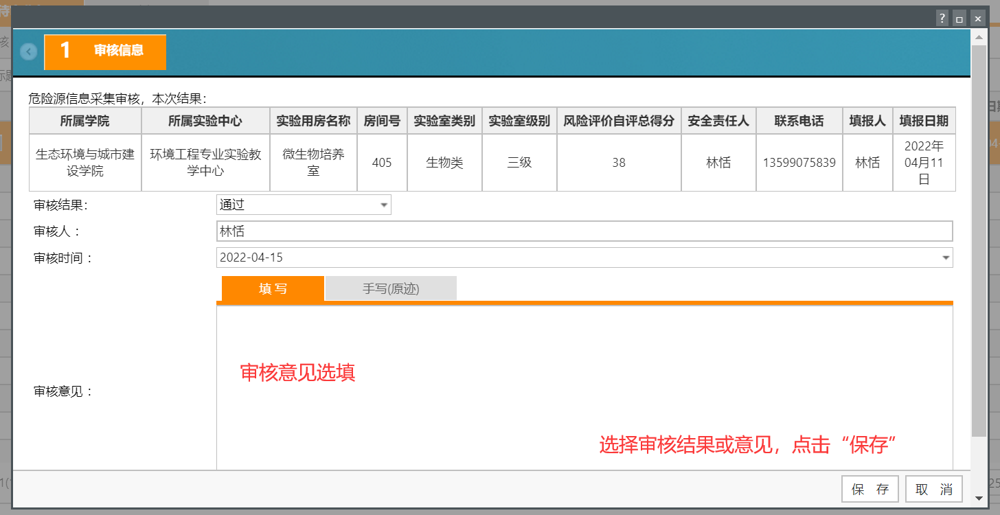 ?
1 审核信息
危险源信息采集审核，本次结果：
所属学院 所属实验中心 实验用房名称 房间号 实验室类别 实验室级别 风险评价自评总得分 安全责任人 联系电话 填报人 填报日期
生态环境与城市建设学院 环境工程专业实验教学中心 微生物培养室 405 生物类 三级 38 林恬 13599075839 林恬 2022年04月11日
审核结果： 通过
审核人： 林恬
审核时间： 2022-04-15
填 写 手写(原迹)
审核意见选填
审核意见：
选择审核结果或意见，点击“保存”
保 存 取 消